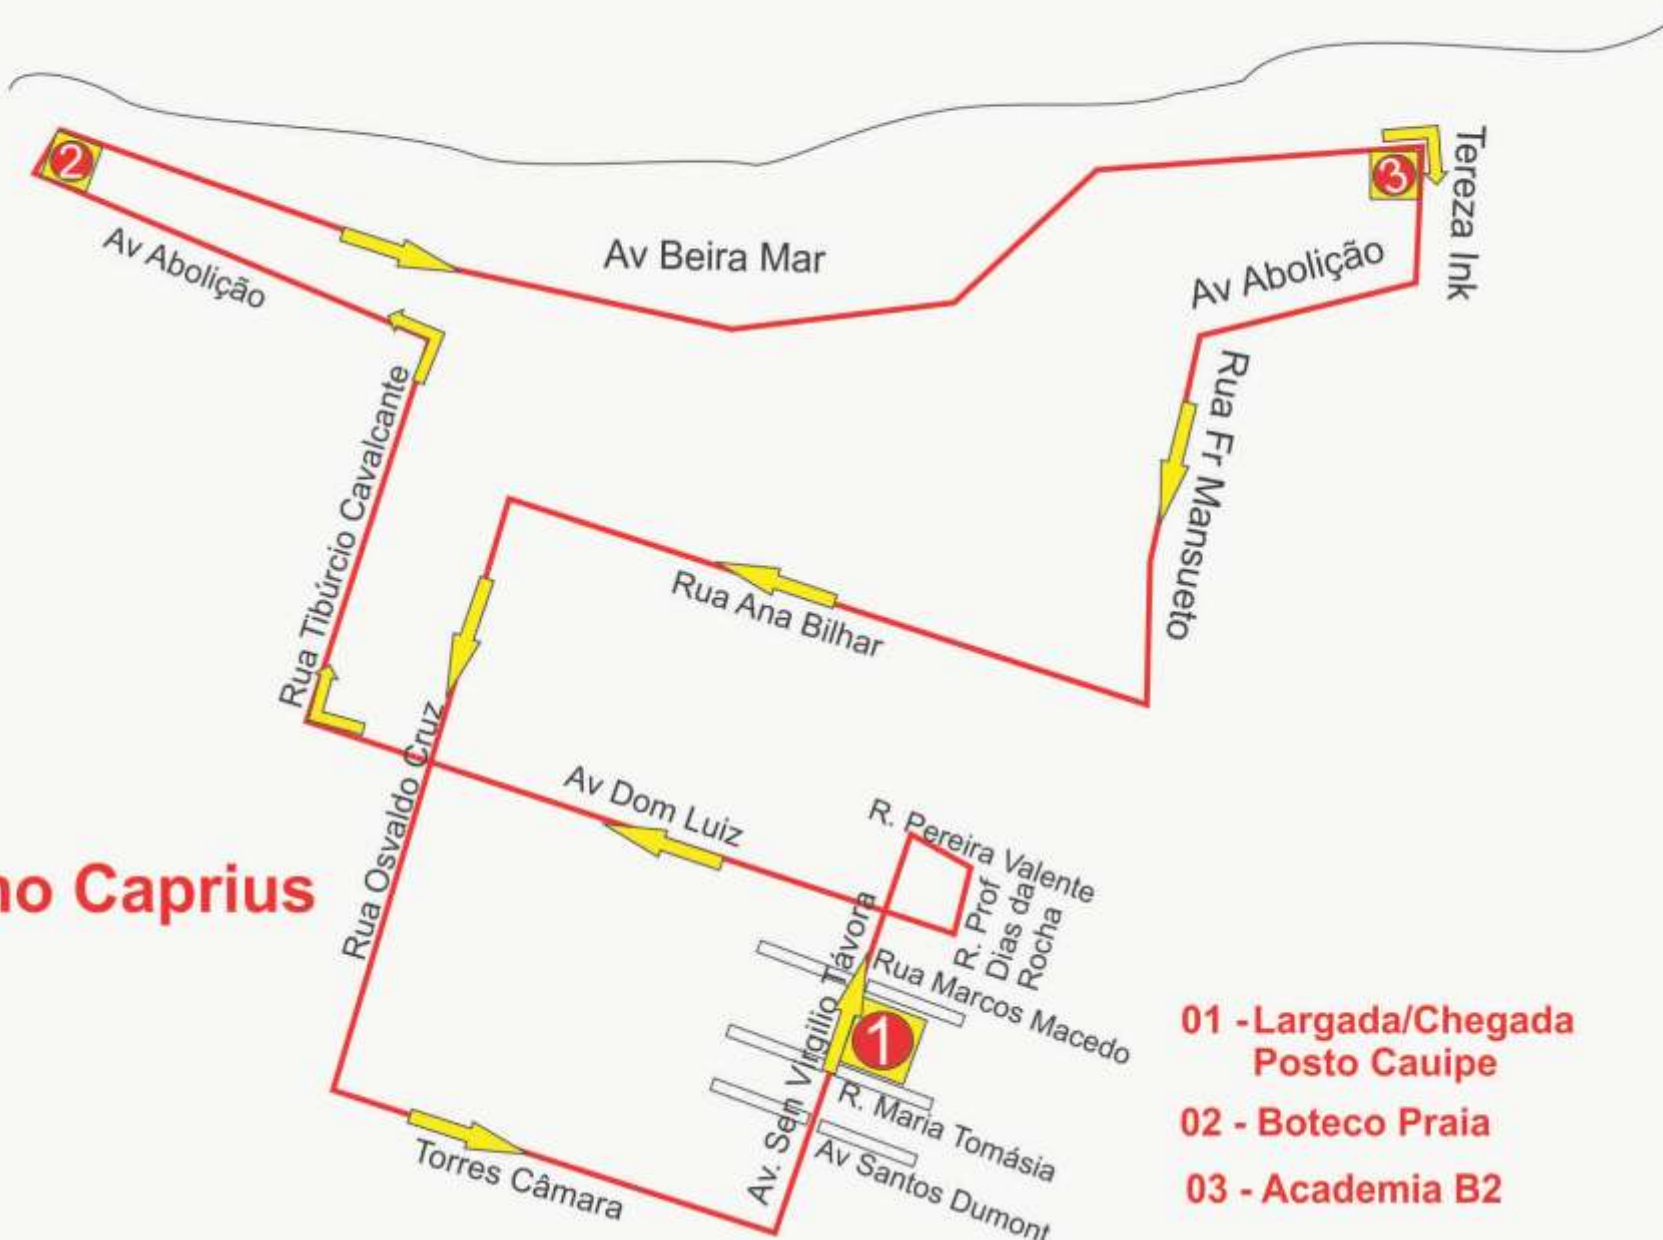 2
3
Tereza Ink
Av Abolição
Av Beira Mar
Av Abolição
Rua Tibúrcio Cavalcante
Rua Fr Mansueto
Rua Ana Bilhar
Rua Osvaldo Cruz
Av Dom Luiz
R. Pereira Valente
R. Prof
Dias da
Rocha
no Caprius
Av. Sen Virgilio Távora
Rua Marcos Macedo
1
R. Maria Tomásia
Av Santos Dumont
Torres Câmara
01 -Largada/Chegada
Posto Cauipe
02 - Boteco Praia
03 - Academia B2